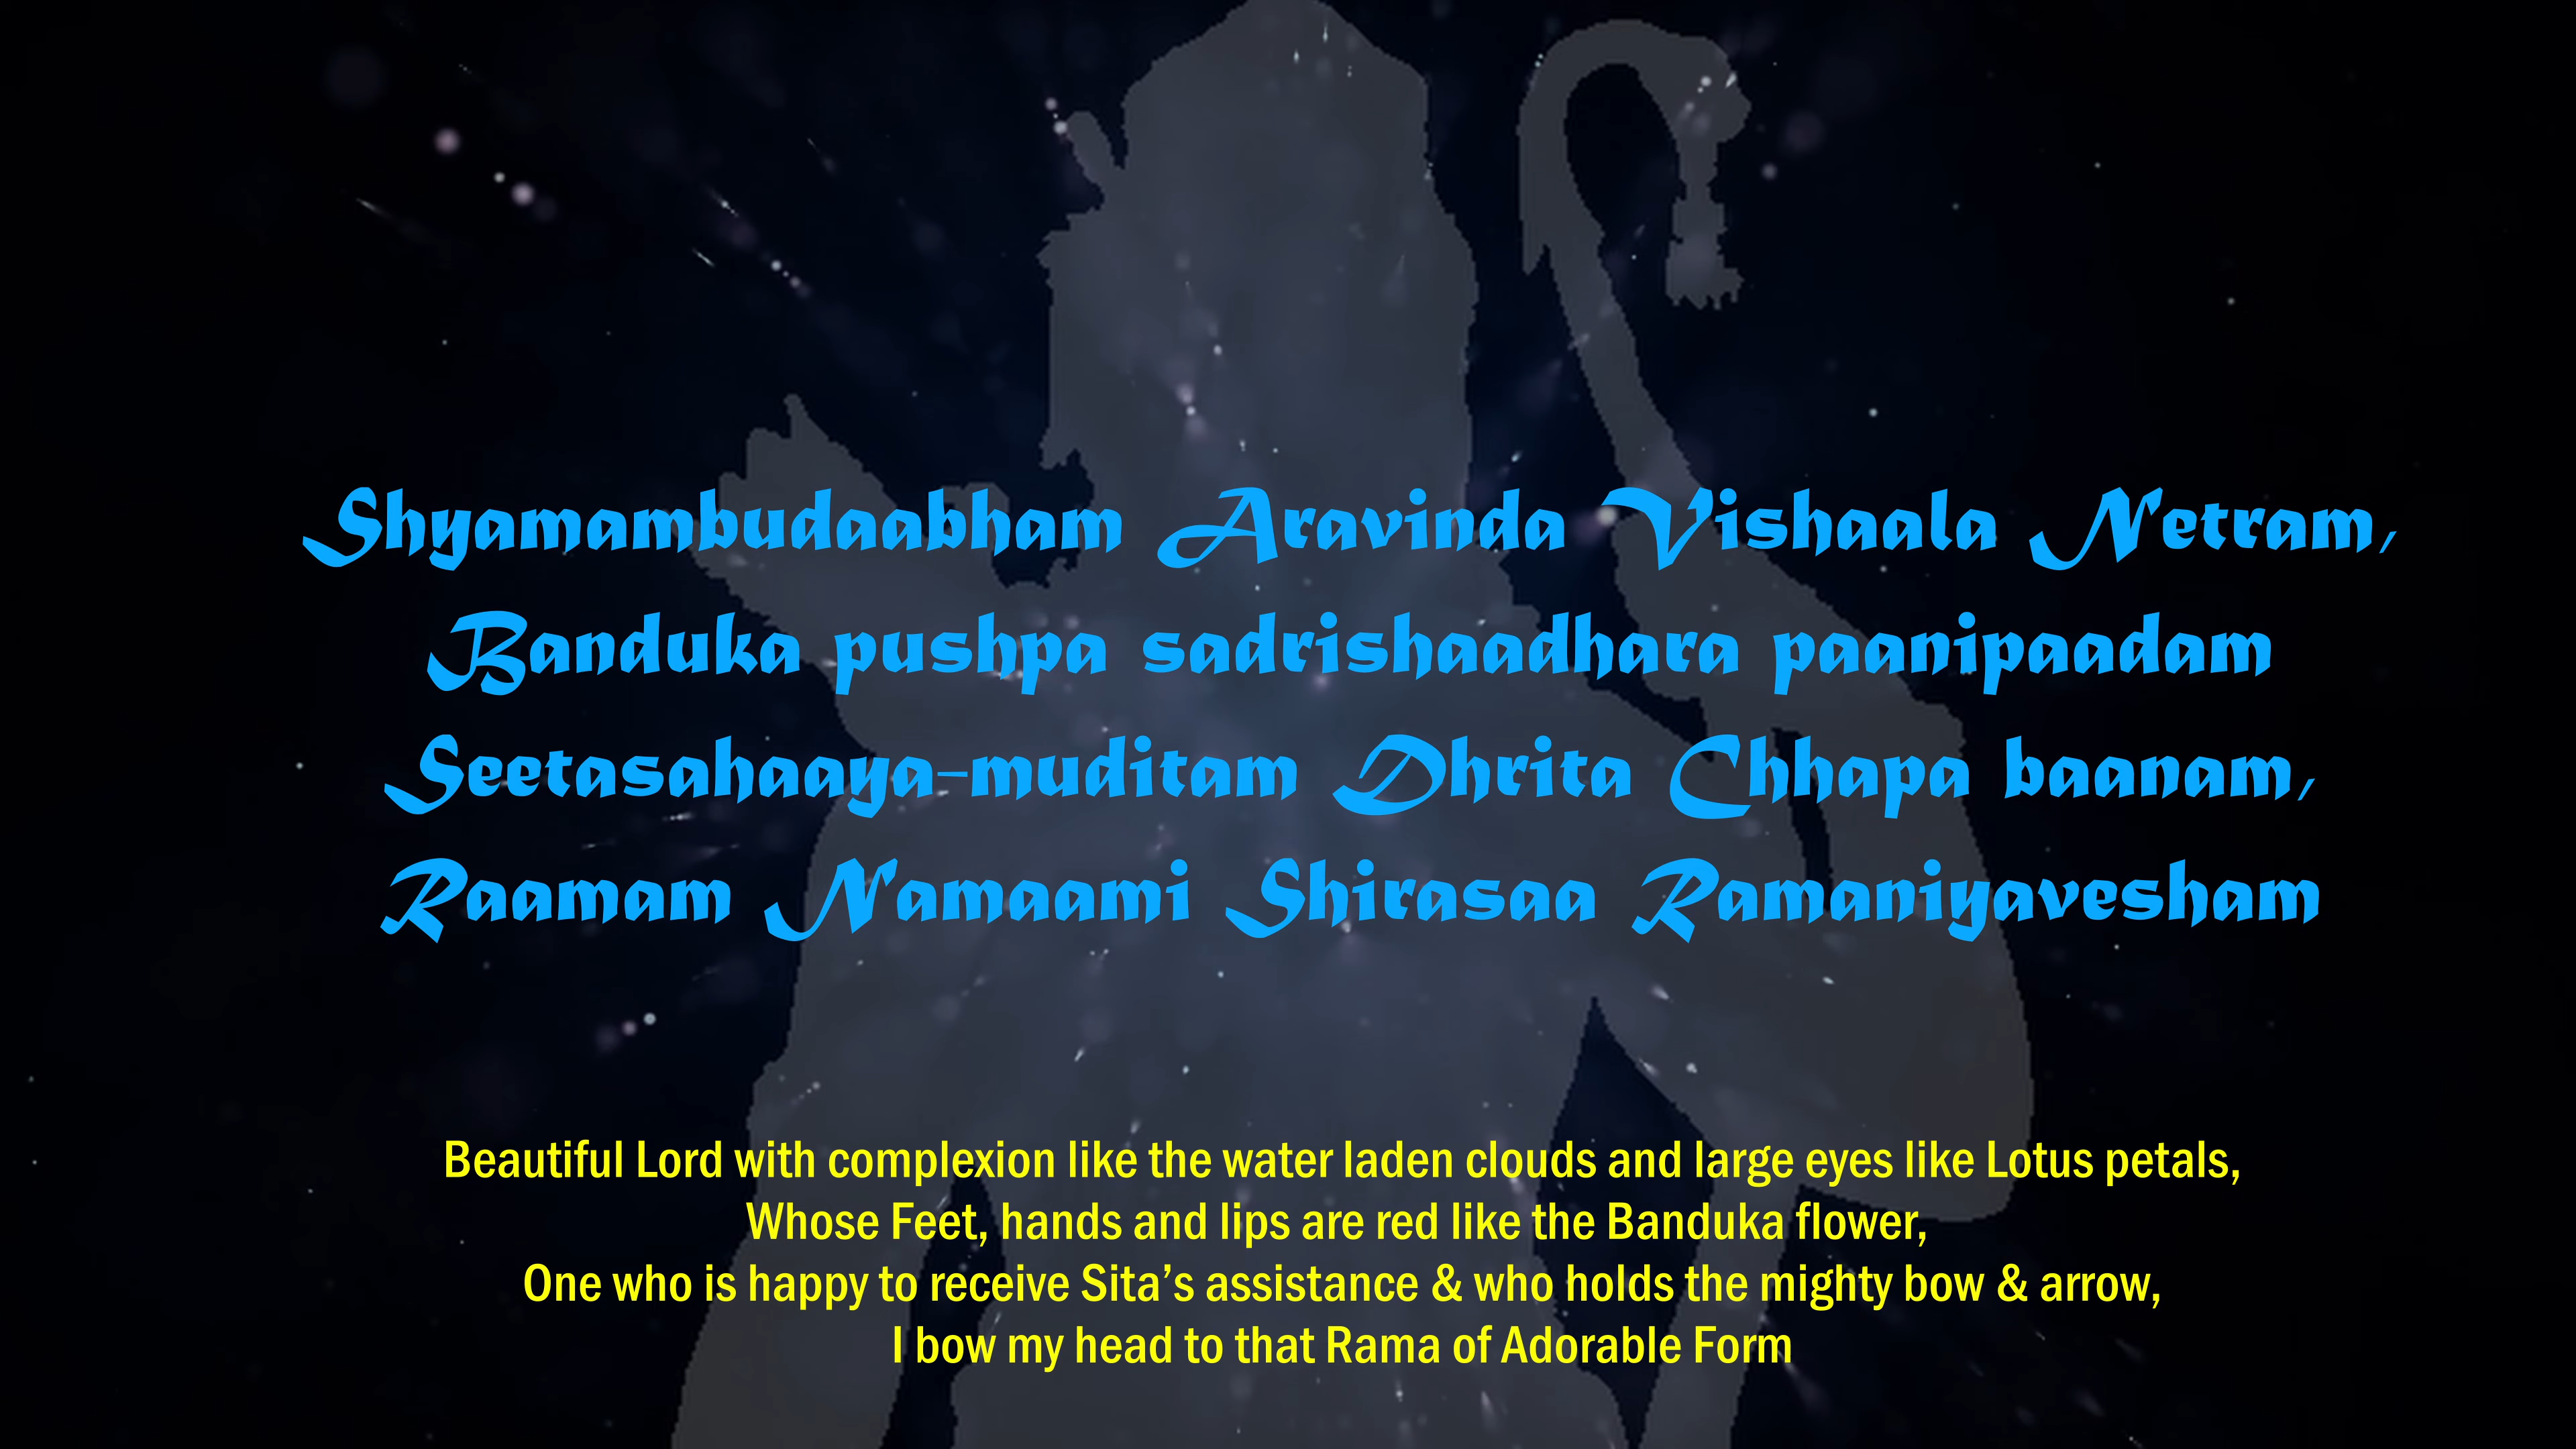 Shyamambudaabham Aravinda Vishaala Netram,
Banduka pushpa sadrishaadhara paanipaadam
Seetasahaaya-muditam Dhrita Chhapa baanam,
Raamam Namaami Shirasaa Ramaniyavesham
Beautiful Lord with complexion like the water laden clouds and large eyes like Lotus petals,
Whose Feet, hands and lips are red like the Banduka flower,
One who is happy to receive Sita’s assistance & who holds the mighty bow & arrow,
I bow my head to that Rama of Adorable Form